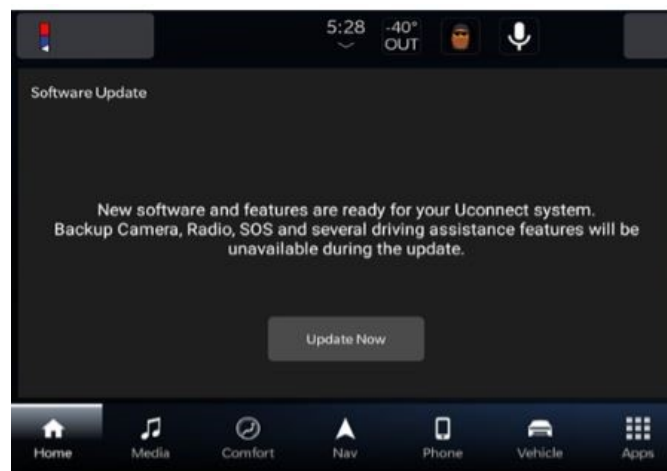 5:28
-40°
OUT
Software Update
New software and features are ready for your Uconnect system.
Backup Camera, Radio, SOS and several driving assistance features will be
unavailable during the update.
Update Now
Home Media Comfort Nav Phone Vehicle Apps